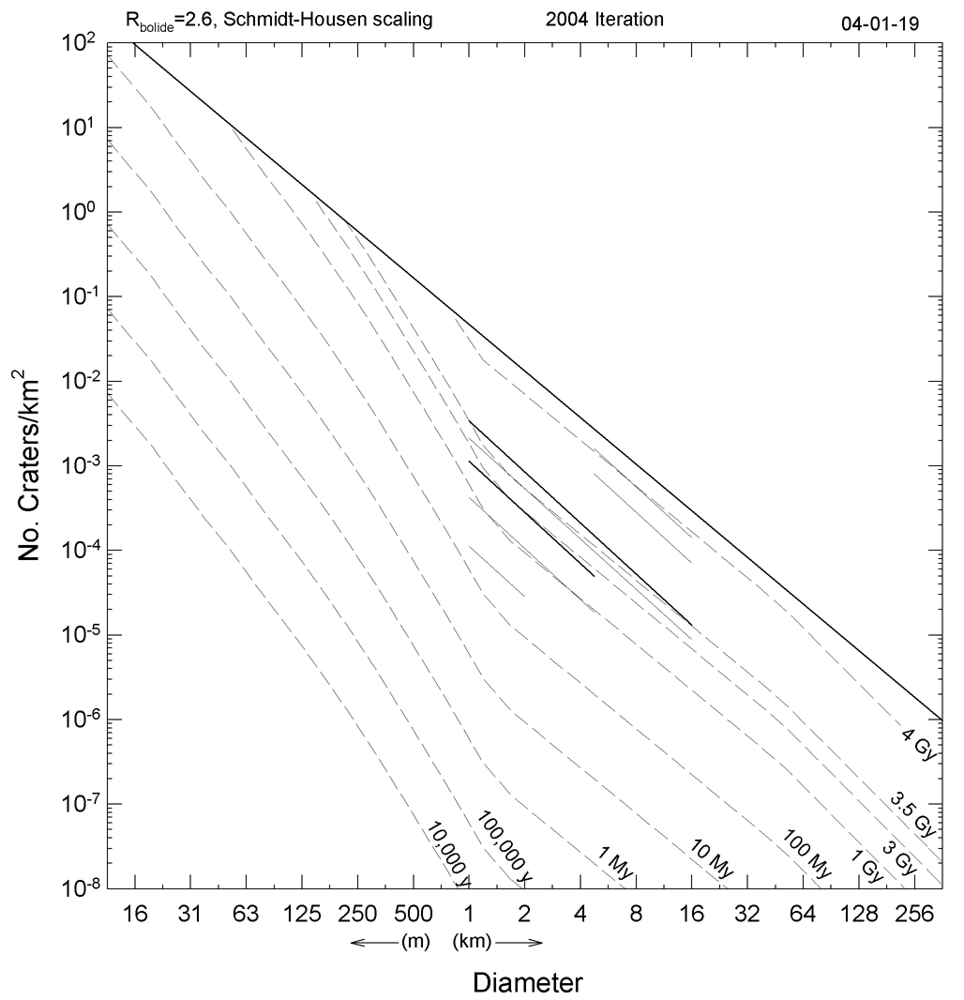 R_bolide=2.6, Schmidt-Housen scaling 2004 Iteration 04-01-19
10^2
10^1
10^0
10^-1
10^-2
10^-3
10^-4
10^-5
10^-6
10^-7
10^-8
No. Craters/km^2
4 Gy
3.5 Gy
3 Gy
1 Gy
100 My
10 My
1 My
100,000 y
10,000 y
16 31 63 125 250 500 1 2 4 8 16 32 64 128 256
(m) (km)
Diameter